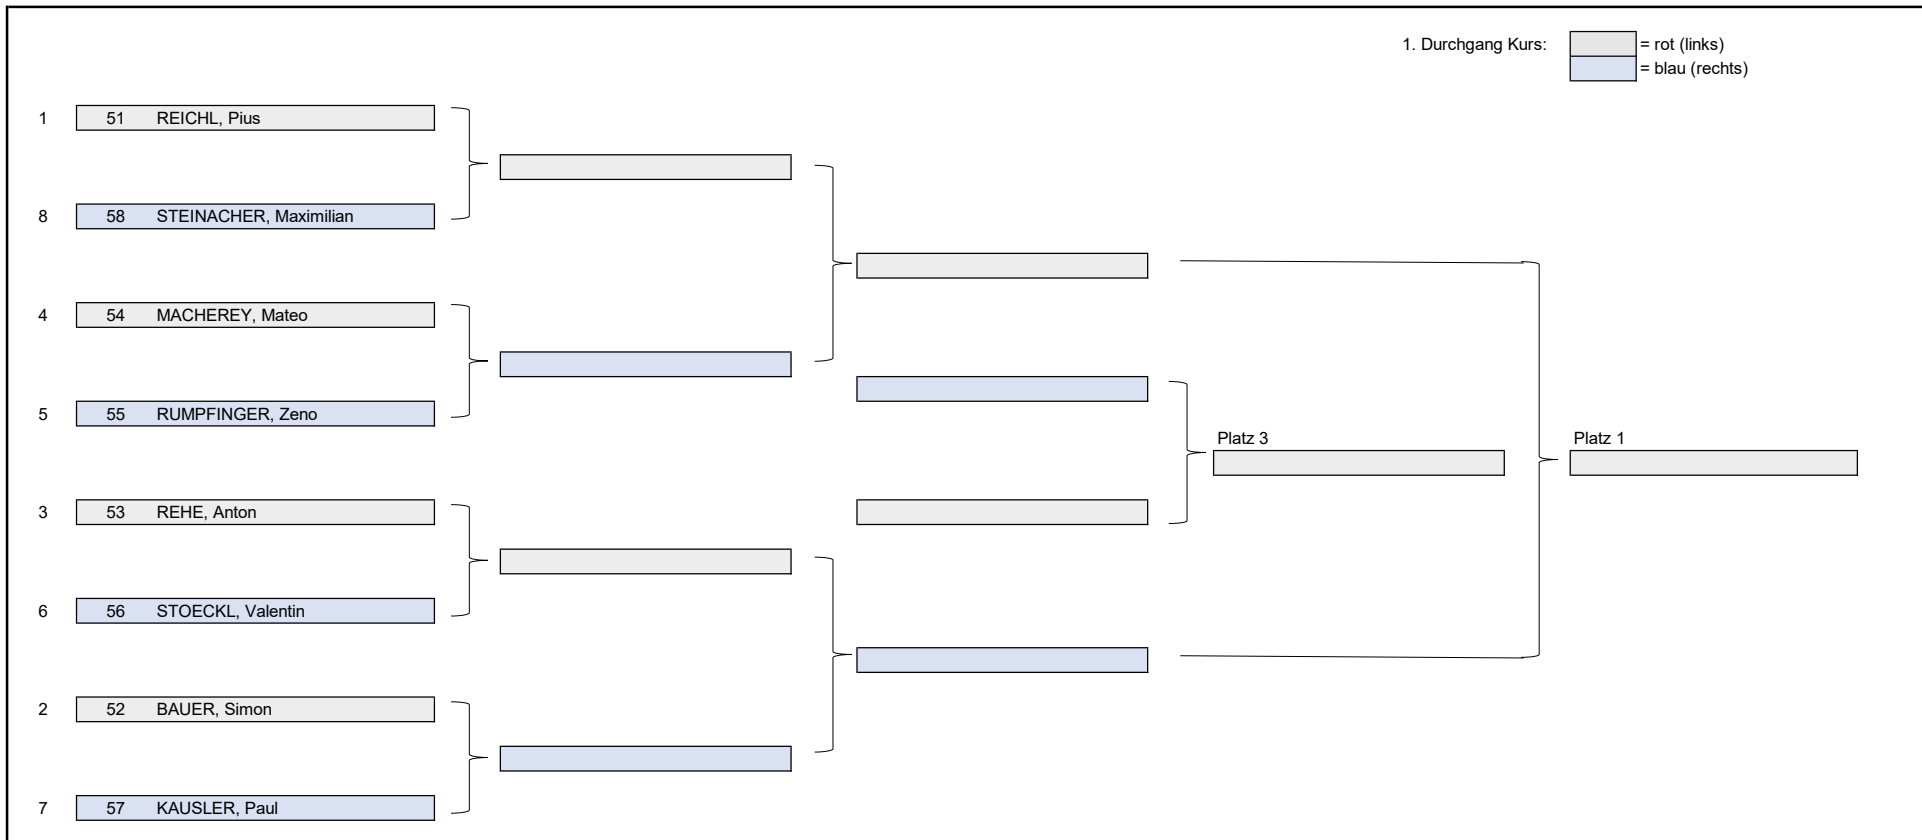 1. Durchgang Kurs: = rot (links)
= blau (rechts)
1 51 REICHL, Pius
8 58 STEINACHER, Maximilian
4 54 MACHEREY, Mateo
5 55 RUMPFINGER, Zeno
Platz 3 Platz 1
3 53 REHE, Anton
6 56 STOECKL, Valentin
2 52 BAUER, Simon
7 57 KAUSLER, Paul